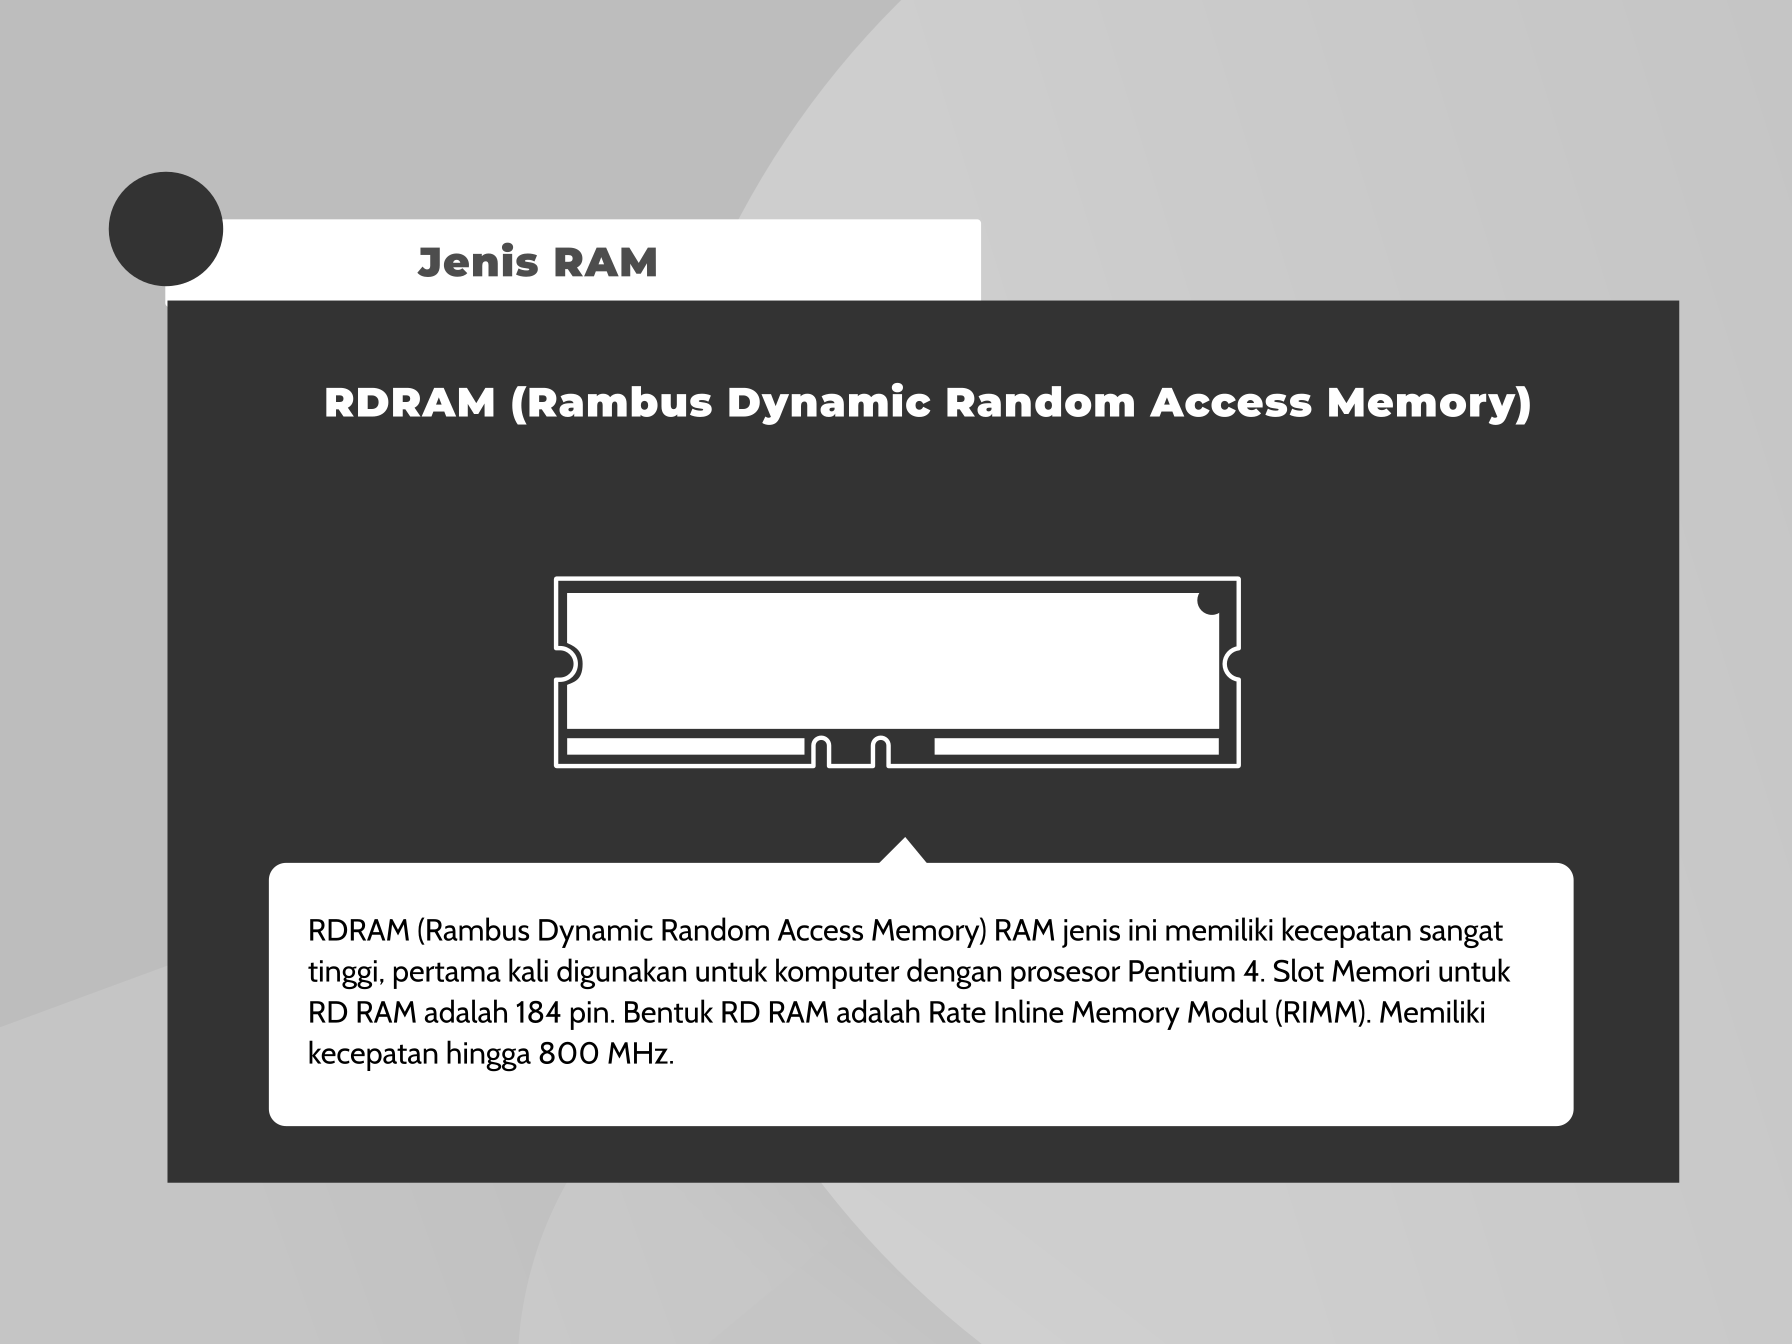 Jenis RAM
RDRAM (Rambus Dynamic Random Access Memory)
RDRAM (Rambus Dynamic Random Access Memory) RAM jenis ini memiliki kecepatan sangat
tinggi, pertama kali digunakan untuk komputer dengan prosesor Pentium 4. Slot Memori untuk
RD RAM adalah 184 pin. Bentuk RD RAM adalah Rate Inline Memory Modul (RIMM). Memiliki
kecepatan hingga 800 MHz.